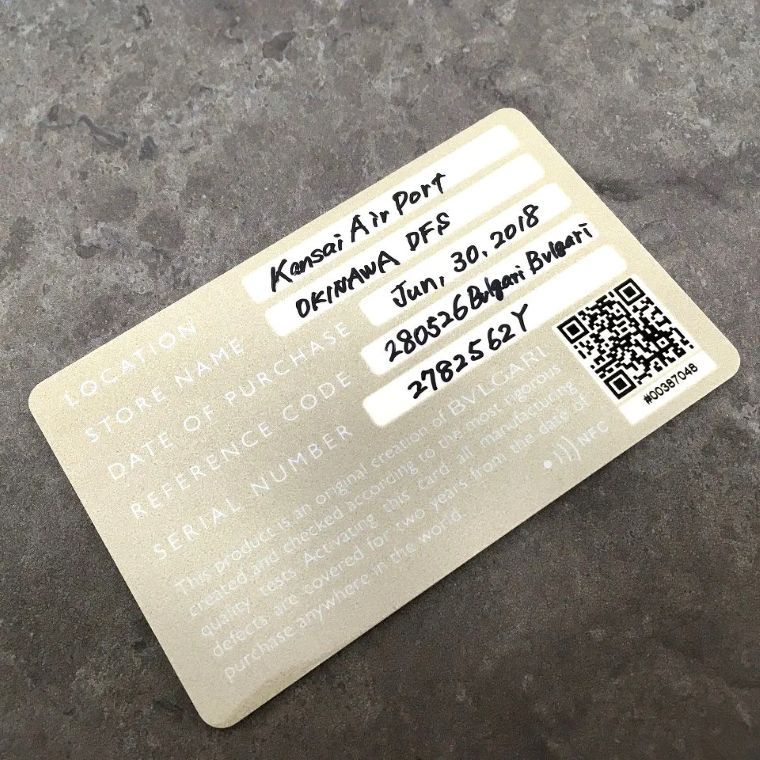 LOCATION Kansai Air Port
STORE NAME OKINAWA DFS
DATE OF PURCHASE Jun, 30, 2018
REFERENCE CODE 280526 Bvlgari Bvlgari
SERIAL NUMBER 2782562Y
This product is an original creation of BVLGARI
created and checked according to the most rigorous
quality tests. Activating this card all manufacturing
defects are covered for two years from the date of
purchase anywhere in the world.
NFC
#00387048